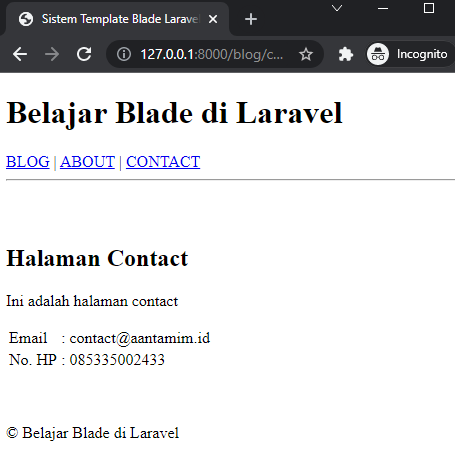 Sistem Template Blade Laravel
127.0.0.1:8000/blog/c...
Incognito
Belajar Blade di Laravel
BLOG | ABOUT | CONTACT
Halaman Contact
Ini adalah halaman contact
Email : contact@aantamim.id
No. HP : 085335002433
© Belajar Blade di Laravel